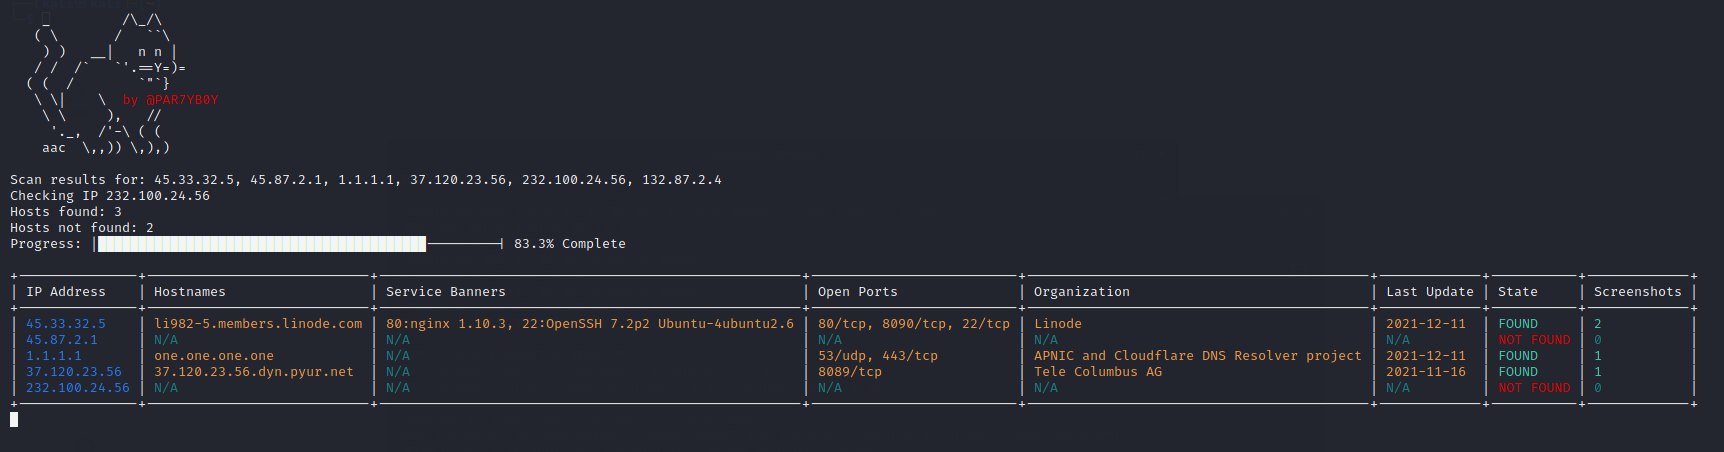 by @PAR7YB0Y
aac
Scan results for: 45.33.32.5, 45.87.2.1, 1.1.1.1, 37.120.23.56, 232.100.24.56, 132.87.2.4
Checking IP 232.100.24.56
Hosts found: 3
Hosts not found: 2
Progress: 83.3% Complete
IP Address | Hostnames | Service Banners | Open Ports | Organization | Last Update | State | Screenshots
45.33.32.5 | li982-5.members.linode.com | 80:nginx 1.10.3, 22:OpenSSH 7.2p2 Ubuntu-4ubuntu2.6 | 80/tcp, 8090/tcp, 22/tcp | Linode | 2021-12-11 | FOUND | 2
45.87.2.1 | N/A | N/A | N/A | N/A | N/A | NOT FOUND | 0
1.1.1.1 | one.one.one.one | N/A | 53/udp, 443/tcp | APNIC and Cloudflare DNS Resolver project | 2021-12-11 | FOUND | 1
37.120.23.56 | 37.120.23.56.dyn.pyur.net | N/A | 8089/tcp | Tele Columbus AG | 2021-11-16 | FOUND | 1
232.100.24.56 | N/A | N/A | N/A | N/A | N/A | NOT FOUND | 0